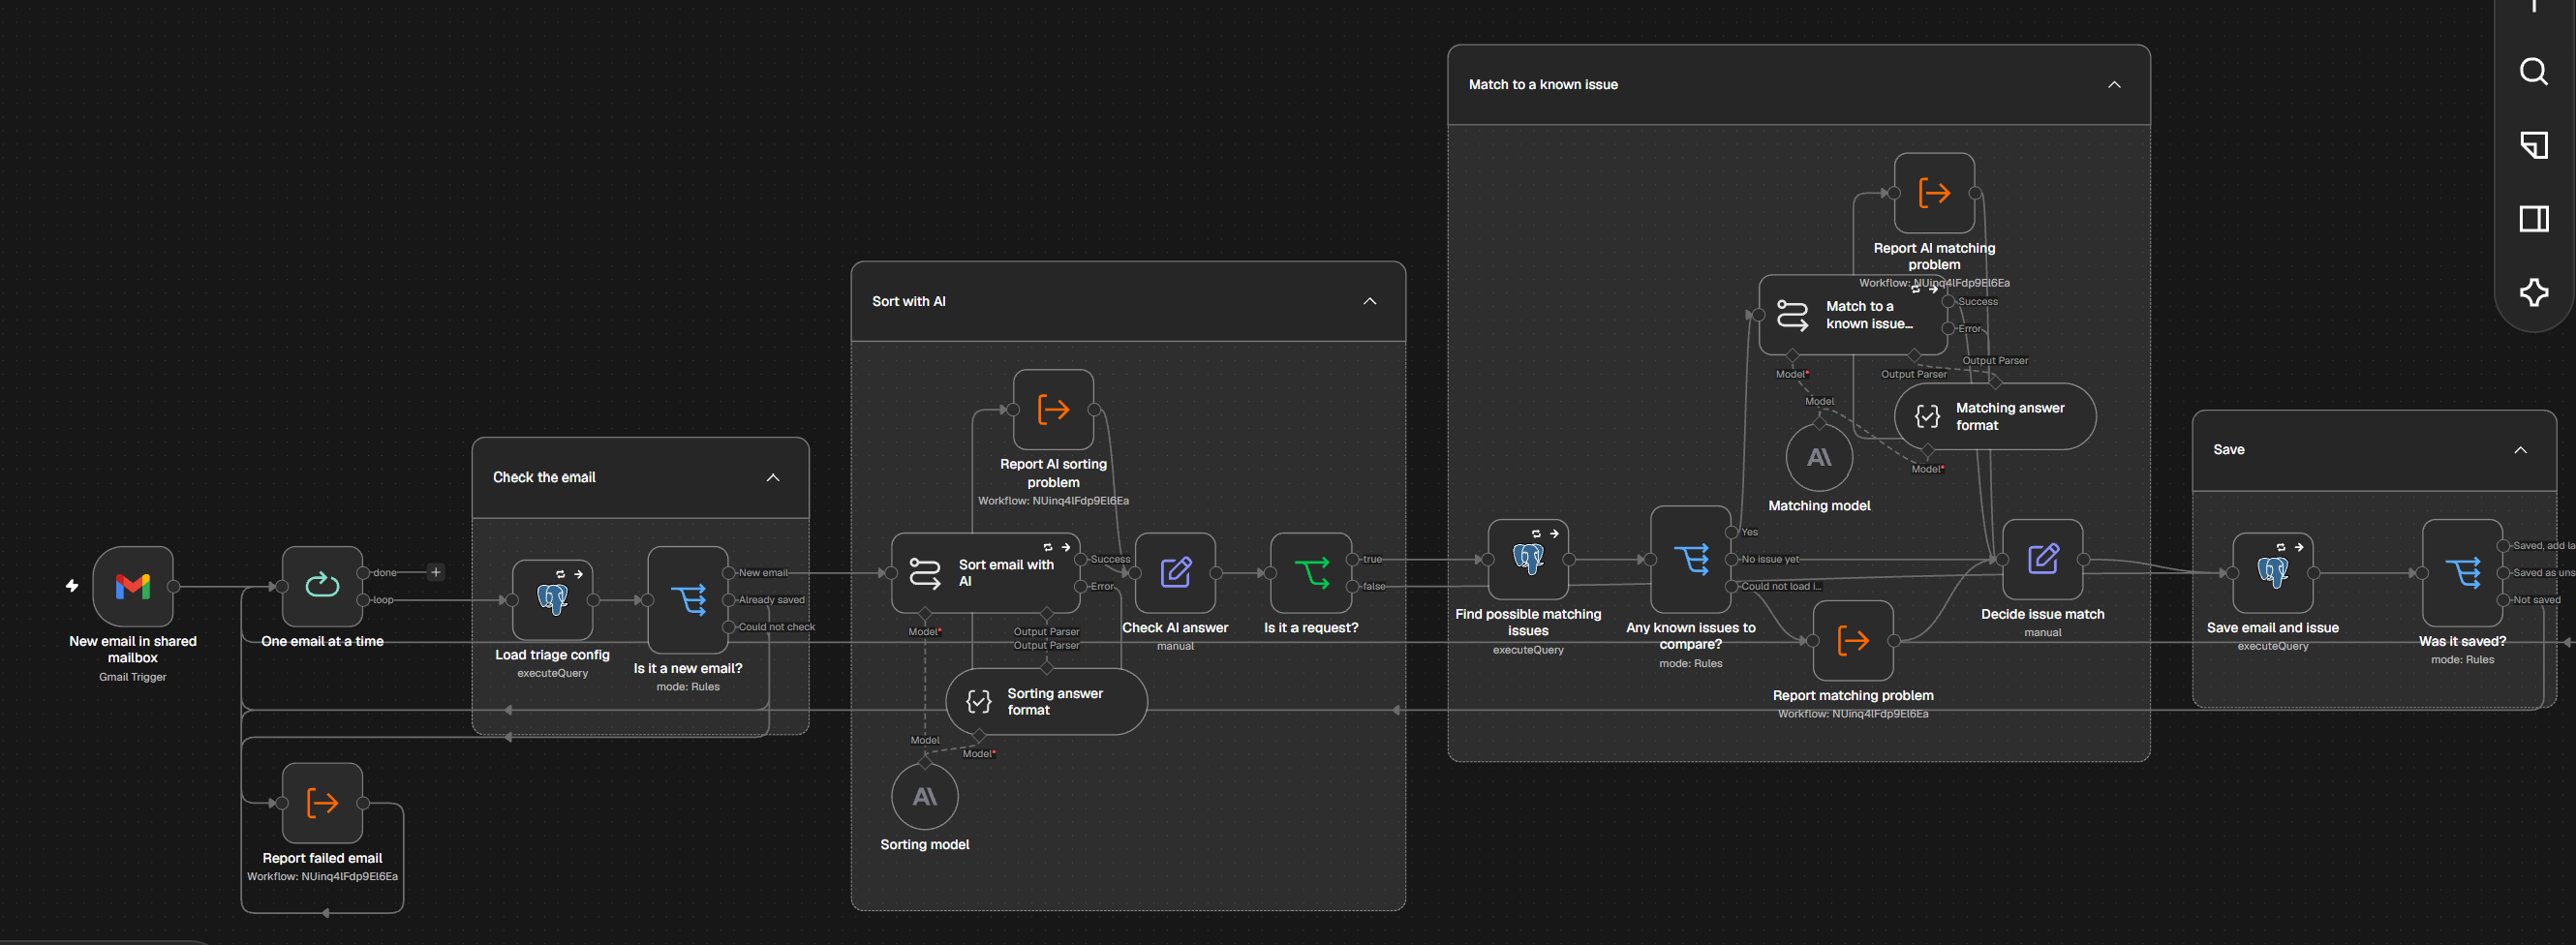 Match to a known issue
Report AI matching
problem
Workflow: NUinq4lFdp9El6Ea
Match to a
known issue...
Success
Error
Output Parser
Model*
Output Parser
Model
Matching answer
format
Model*
Matching model
Sort with AI
Report AI sorting
problem
Workflow: NUinq4lFdp9El6Ea
Sort email with
AI
Success
Error
Model*
Output Parser
Output Parser
Check AI answer
manual
Is it a request?
true
false
Sorting answer
format
Model
Model*
Sorting model
Check the email
Load triage config
executeQuery
Is it a new email?
mode: Rules
New email
Already saved
Could not check
New email in shared
mailbox
Gmail Trigger
One email at a time
done
loop
Report failed email
Workflow: NUinq4lFdp9El6Ea
Find possible matching
issues
executeQuery
Any known issues to
compare?
mode: Rules
Yes
No issue yet
Could not load i...
Report matching problem
Workflow: NUinq4lFdp9El6Ea
Decide issue match
manual
Save
Save email and issue
executeQuery
Was it saved?
mode: Rules
Saved, add la
Saved as uns
Not saved